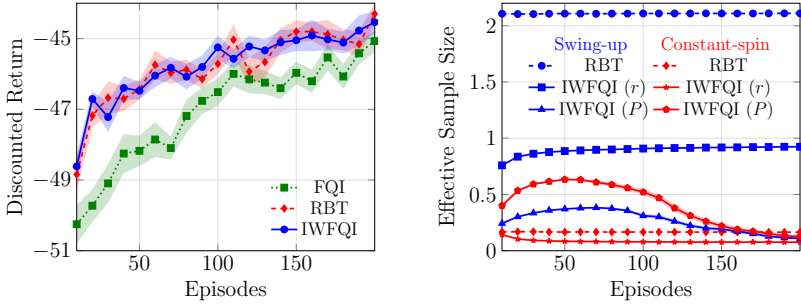 Discounted Return
−45
−47
−49
−51
50
100
150
Episodes
FQI
RBT
IWFQI
Effective Sample Size
2
1.5
1
0.5
0
50
100
150
Episodes
Swing-up Constant-spin
RBT RBT
IWFQI (r) IWFQI (r)
IWFQI (P) IWFQI (P)